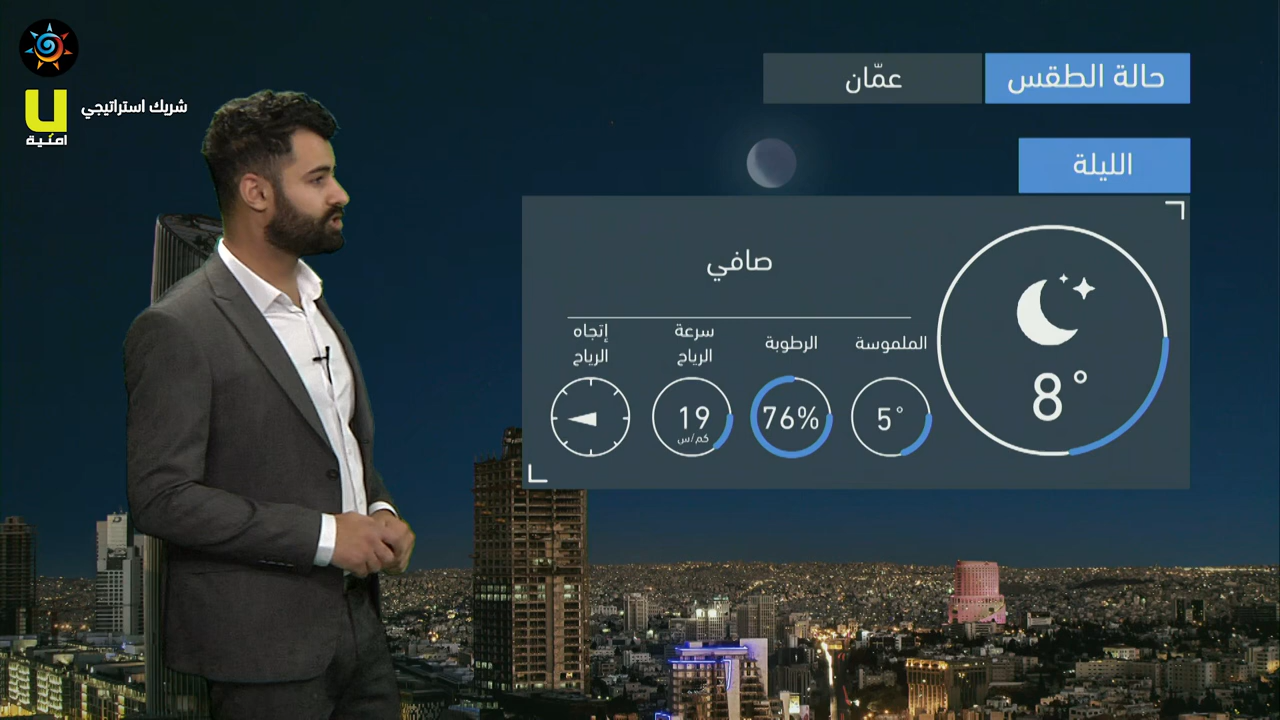 حالة الطقس
عمّان
شريك استراتيجي
U
امنية
الليلة
صافي
8°
الملموسة
5°
الرطوبة
76%
سرعة
الرياح
19
كم/س
إتجاه
الرياح